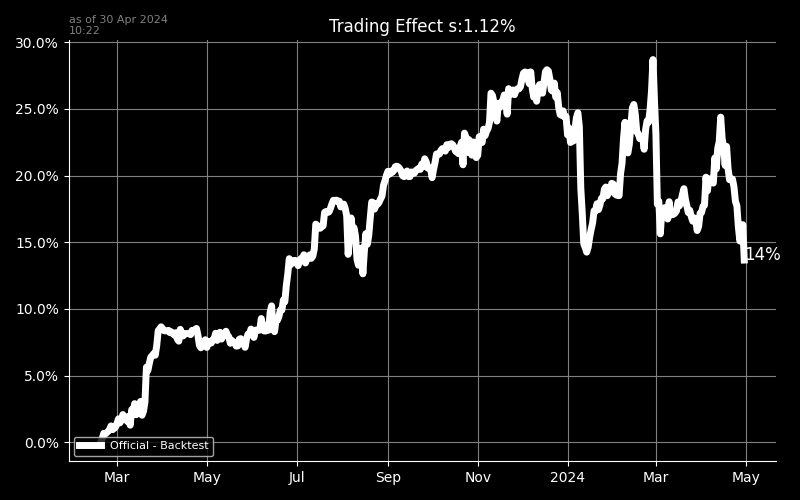 as of 30 Apr 2024
10:22
Trading Effect s:1.12%
30.0%
25.0%
20.0%
15.0%
10.0%
5.0%
0.0%
14%
Official - Backtest
Mar May Jul Sep Nov 2024 Mar May